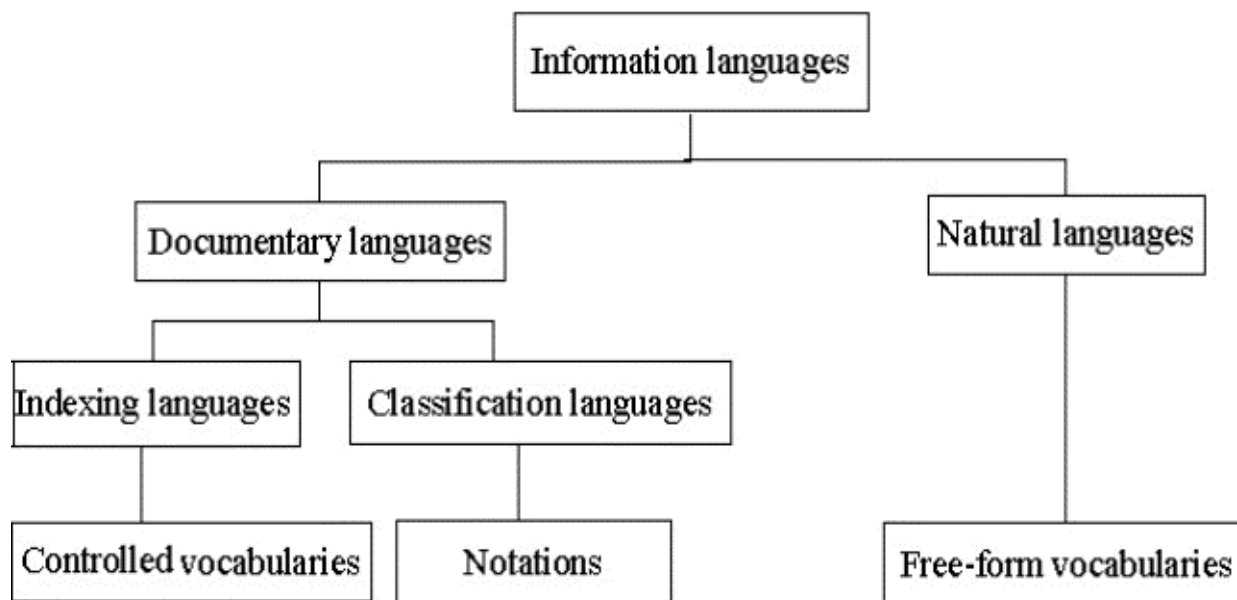 Information languages
Documentary languages
Natural languages
Indexing languages
Classification languages
Controlled vocabularies
Notations
Free-form vocabularies